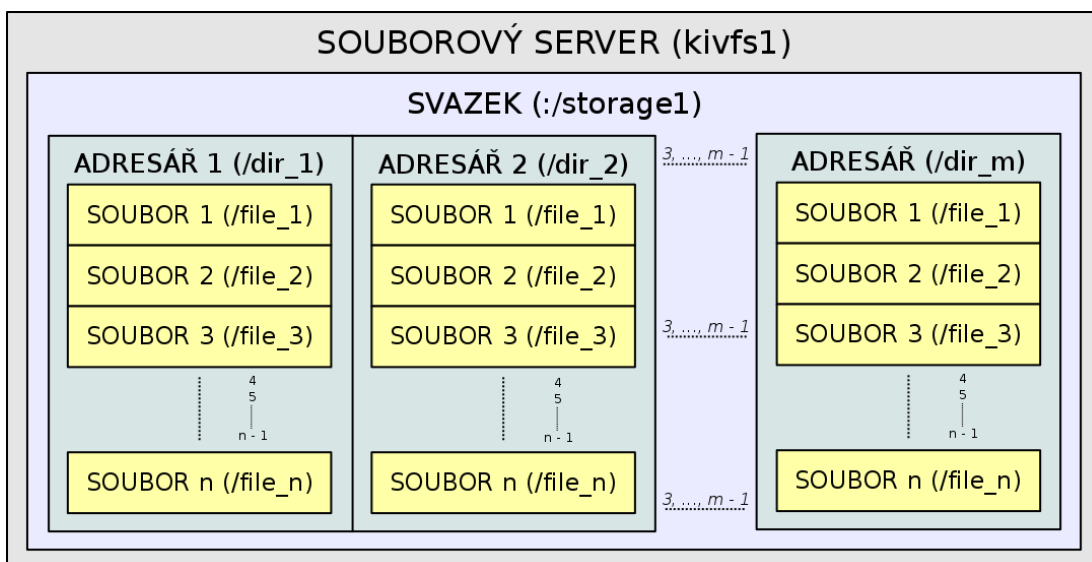 SOUBOROVÝ SERVER (kivfs1)
SVAZEK (:/storage1)
ADRESÁŘ 1 (/dir_1)
SOUBOR 1 (/file_1)
SOUBOR 2 (/file_2)
SOUBOR 3 (/file_3)
4
5
n - 1
SOUBOR n (/file_n)
ADRESÁŘ 2 (/dir_2)
SOUBOR 1 (/file_1)
SOUBOR 2 (/file_2)
SOUBOR 3 (/file_3)
4
5
n - 1
SOUBOR n (/file_n)
3, ..., m - 1
3, ..., m - 1
3, ..., m - 1
ADRESÁŘ (/dir_m)
SOUBOR 1 (/file_1)
SOUBOR 2 (/file_2)
SOUBOR 3 (/file_3)
4
5
n - 1
SOUBOR n (/file_n)